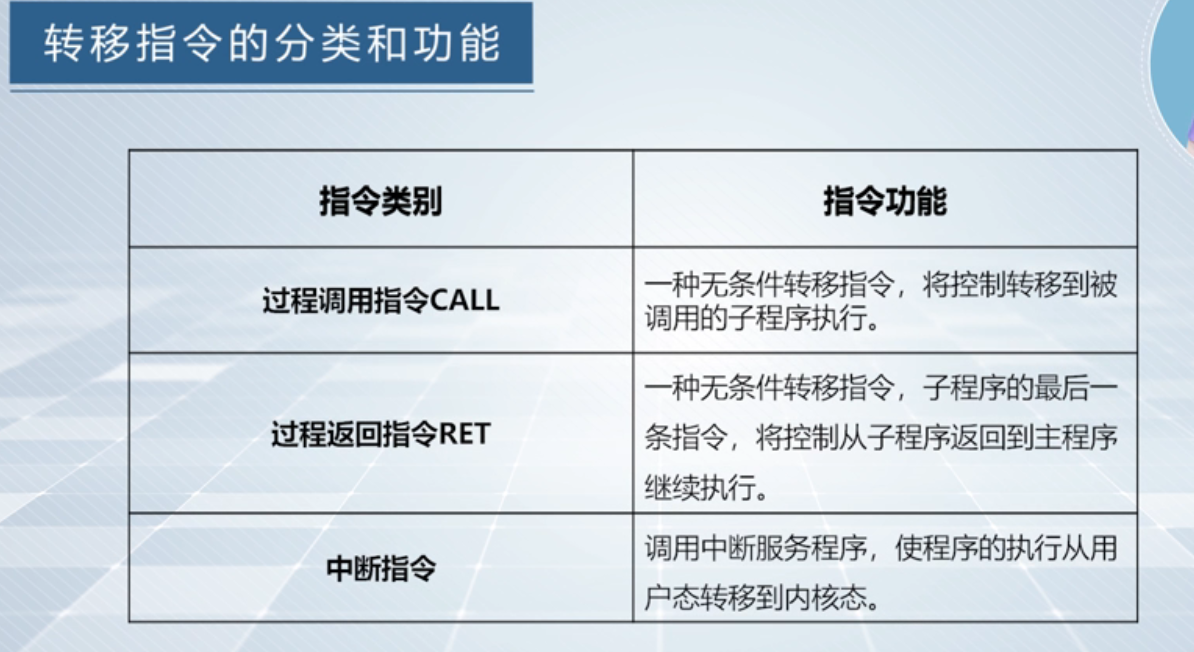 转移指令的分类和功能
指令类别
指令功能
过程调用指令CALL
一种无条件转移指令，将控制转移到被
调用的子程序执行。
过程返回指令RET
一种无条件转移指令，子程序的最后一
条指令，将控制从子程序返回到主程序
继续执行。
中断指令
调用中断服务程序，使程序的执行从用
户态转移到内核态。